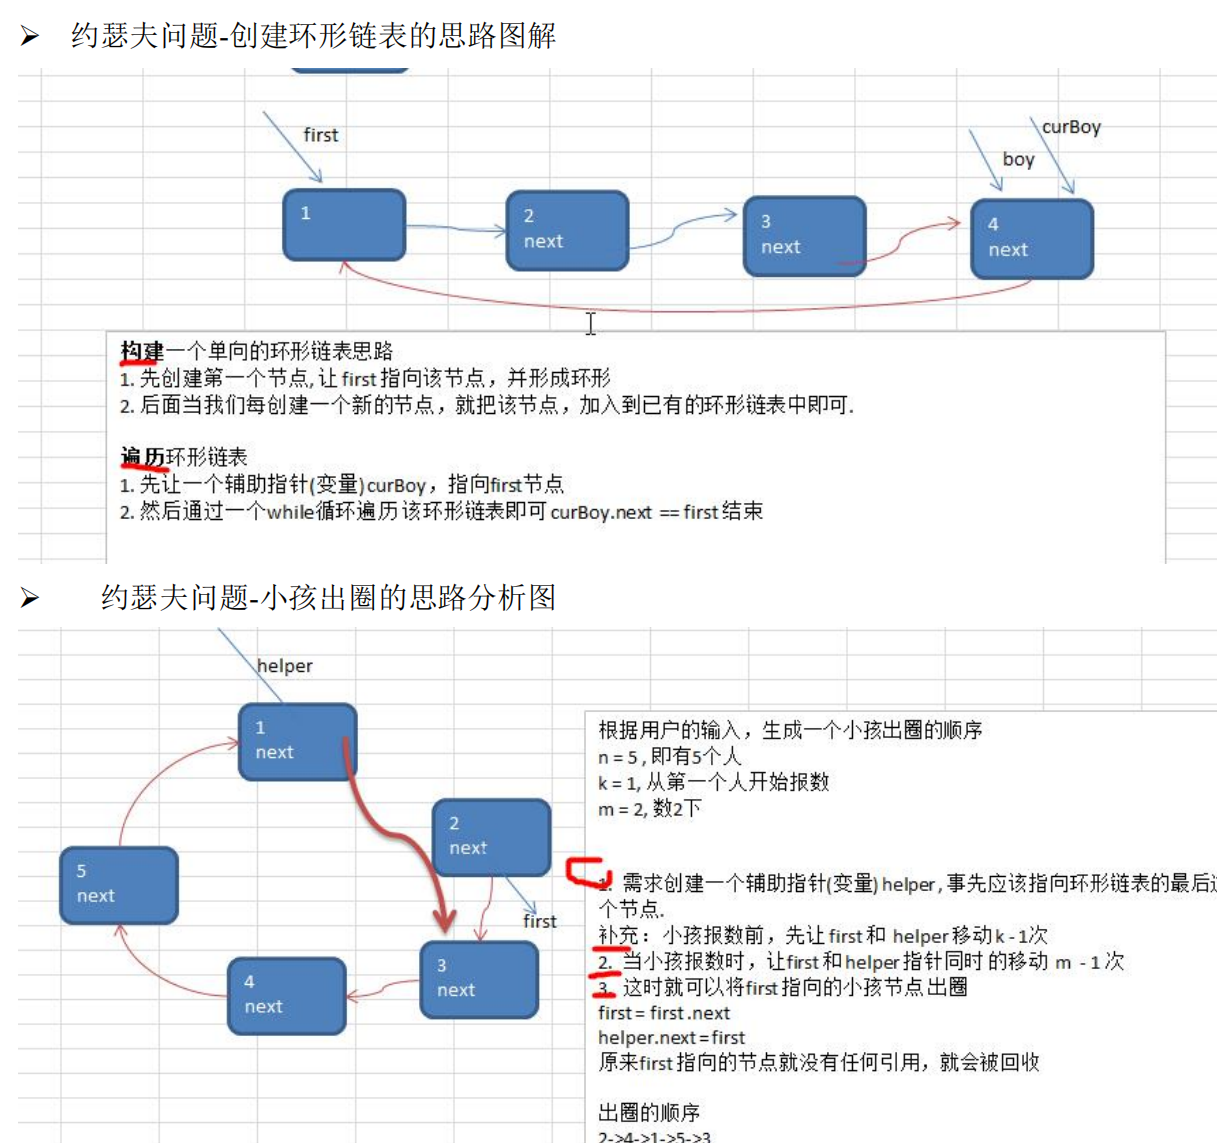 ➢ 约瑟夫问题-创建环形链表的思路图解
first
curBoy
boy
1
2
next
3
next
4
next
构建一个单向的环形链表思路
1. 先创建第一个节点, 让 first 指向该节点，并形成环形
2. 后面当我们每创建一个新的节点，就把该节点，加入到已有的环形链表中即可.
遍历环形链表
1. 先让一个辅助指针(变量) curBoy，指向first节点
2. 然后通过一个while循环遍历 该环形链表即可 curBoy.next == first 结束
➢ 约瑟夫问题-小孩出圈的思路分析图
helper
1
next
2
next
first
5
next
3
next
4
next
根据用户的输入，生成一个小孩出圈的顺序
n = 5 , 即有5个人
k = 1, 从第一个人开始报数
m = 2, 数2下
1. 需求创建一个辅助指针(变量) helper , 事先应该指向环形链表的最后
个节点.
补充： 小孩报数前，先让 first 和 helper 移动 k - 1次
2. 当小孩报数时，让first 和 helper 指针同时 的移动 m - 1 次
3. 这时就可以将first 指向的小孩节点 出圈
first = first .next
helper.next = first
原来first 指向的节点就没有任何引用，就会被回收
出圈的顺序
2->4->1->5->3